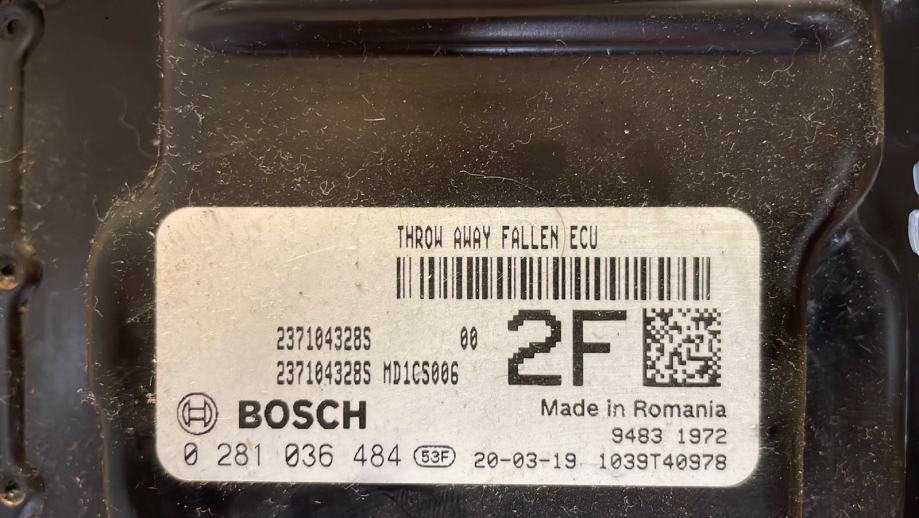 THROW AWAY FALLEN ECU
237104328S 00
237104328S MD1CS006
2F
BOSCH
Made in Romania
9483 1972
0 281 036 484 53F 20-03-19 1039T40978